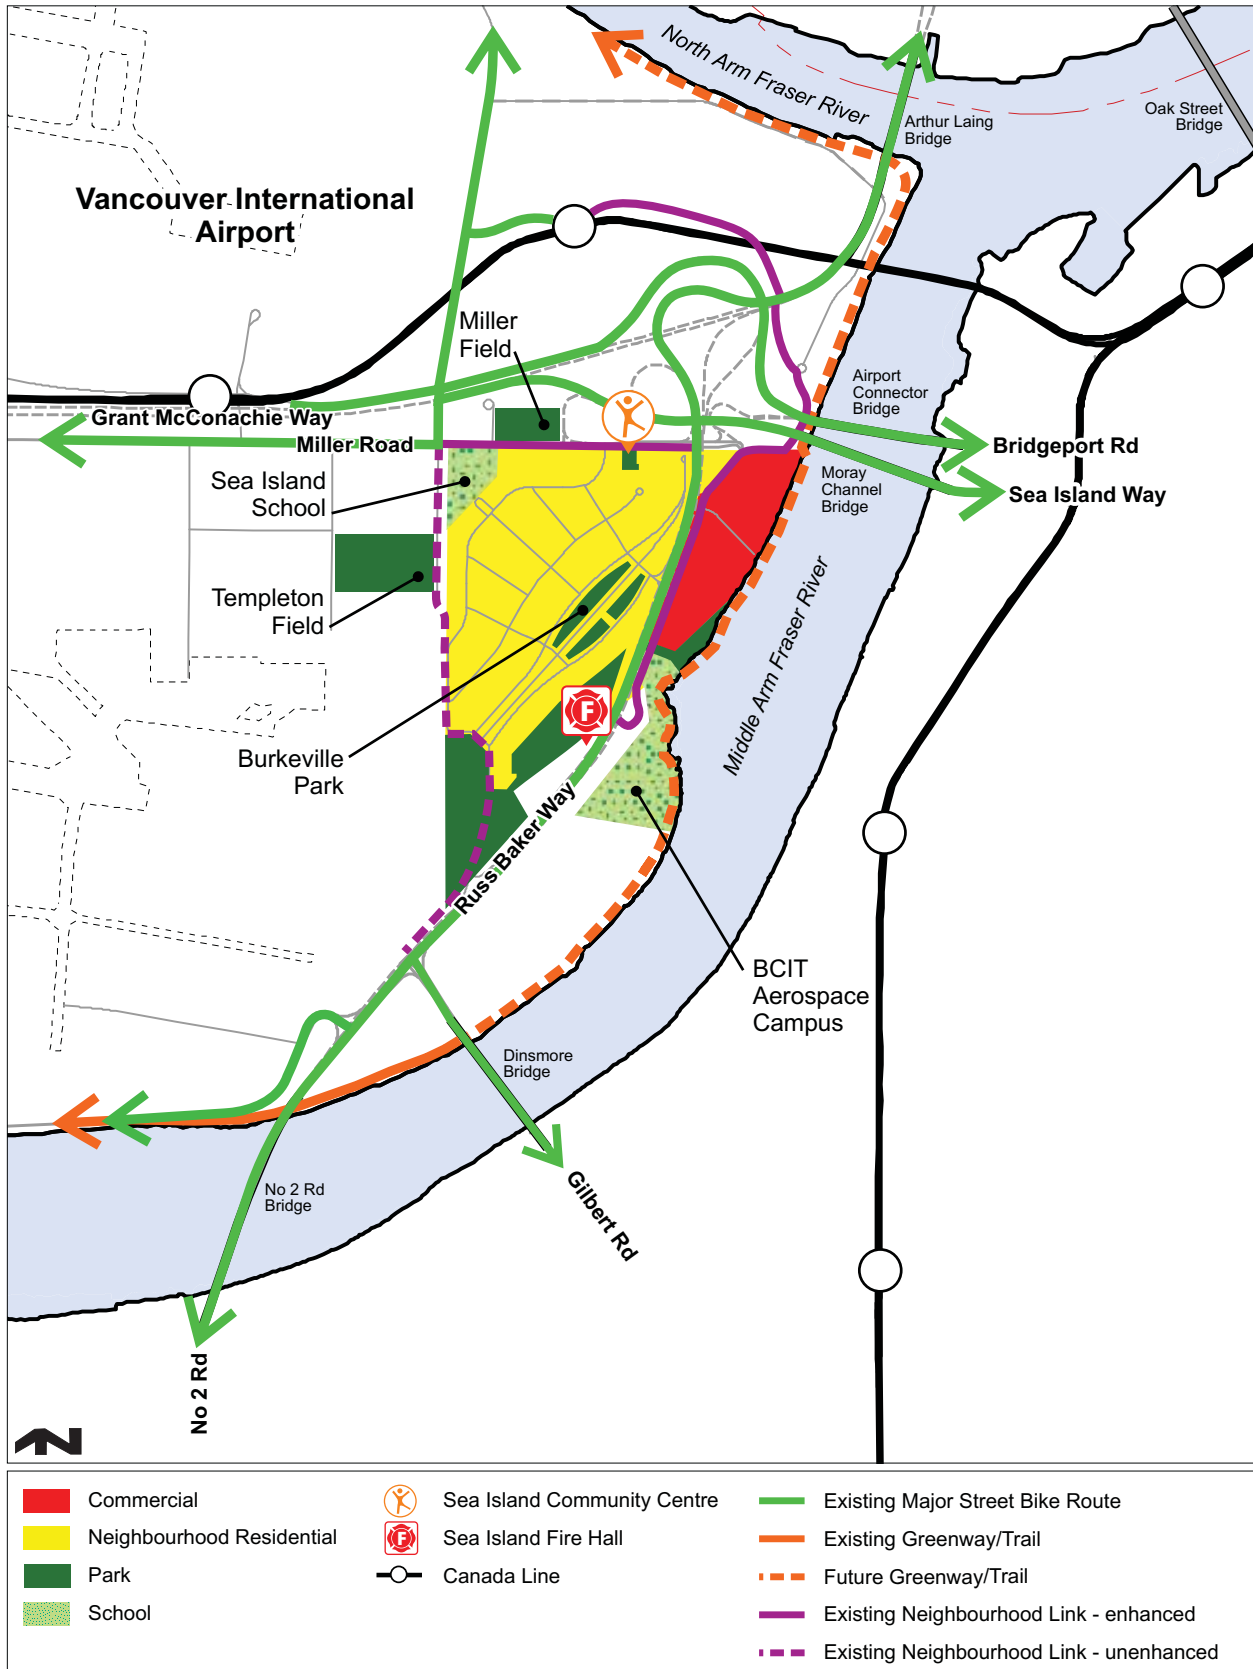 North Arm Fraser River
Arthur Laing
Bridge
Oak Street
Bridge
Vancouver International
Airport
Miller
Field
Airport
Connector
Bridge
Grant McConachie Way
Miller Road
Bridgeport Rd
Sea Island
School
Moray
Channel
Bridge
Sea Island Way
Templeton
Field
Middle Arm Fraser River
F
Burkeville
Park
Russ Baker Way
BCIT
Aerospace
Campus
Dinsmore
Bridge
No 2 Rd
Bridge
Gilbert Rd
No 2 Rd
N
Commercial
Neighbourhood Residential
Park
School
Sea Island Community Centre
F
Sea Island Fire Hall
Canada Line
Existing Major Street Bike Route
Existing Greenway/Trail
Future Greenway/Trail
Existing Neighbourhood Link - enhanced
Existing Neighbourhood Link - unenhanced